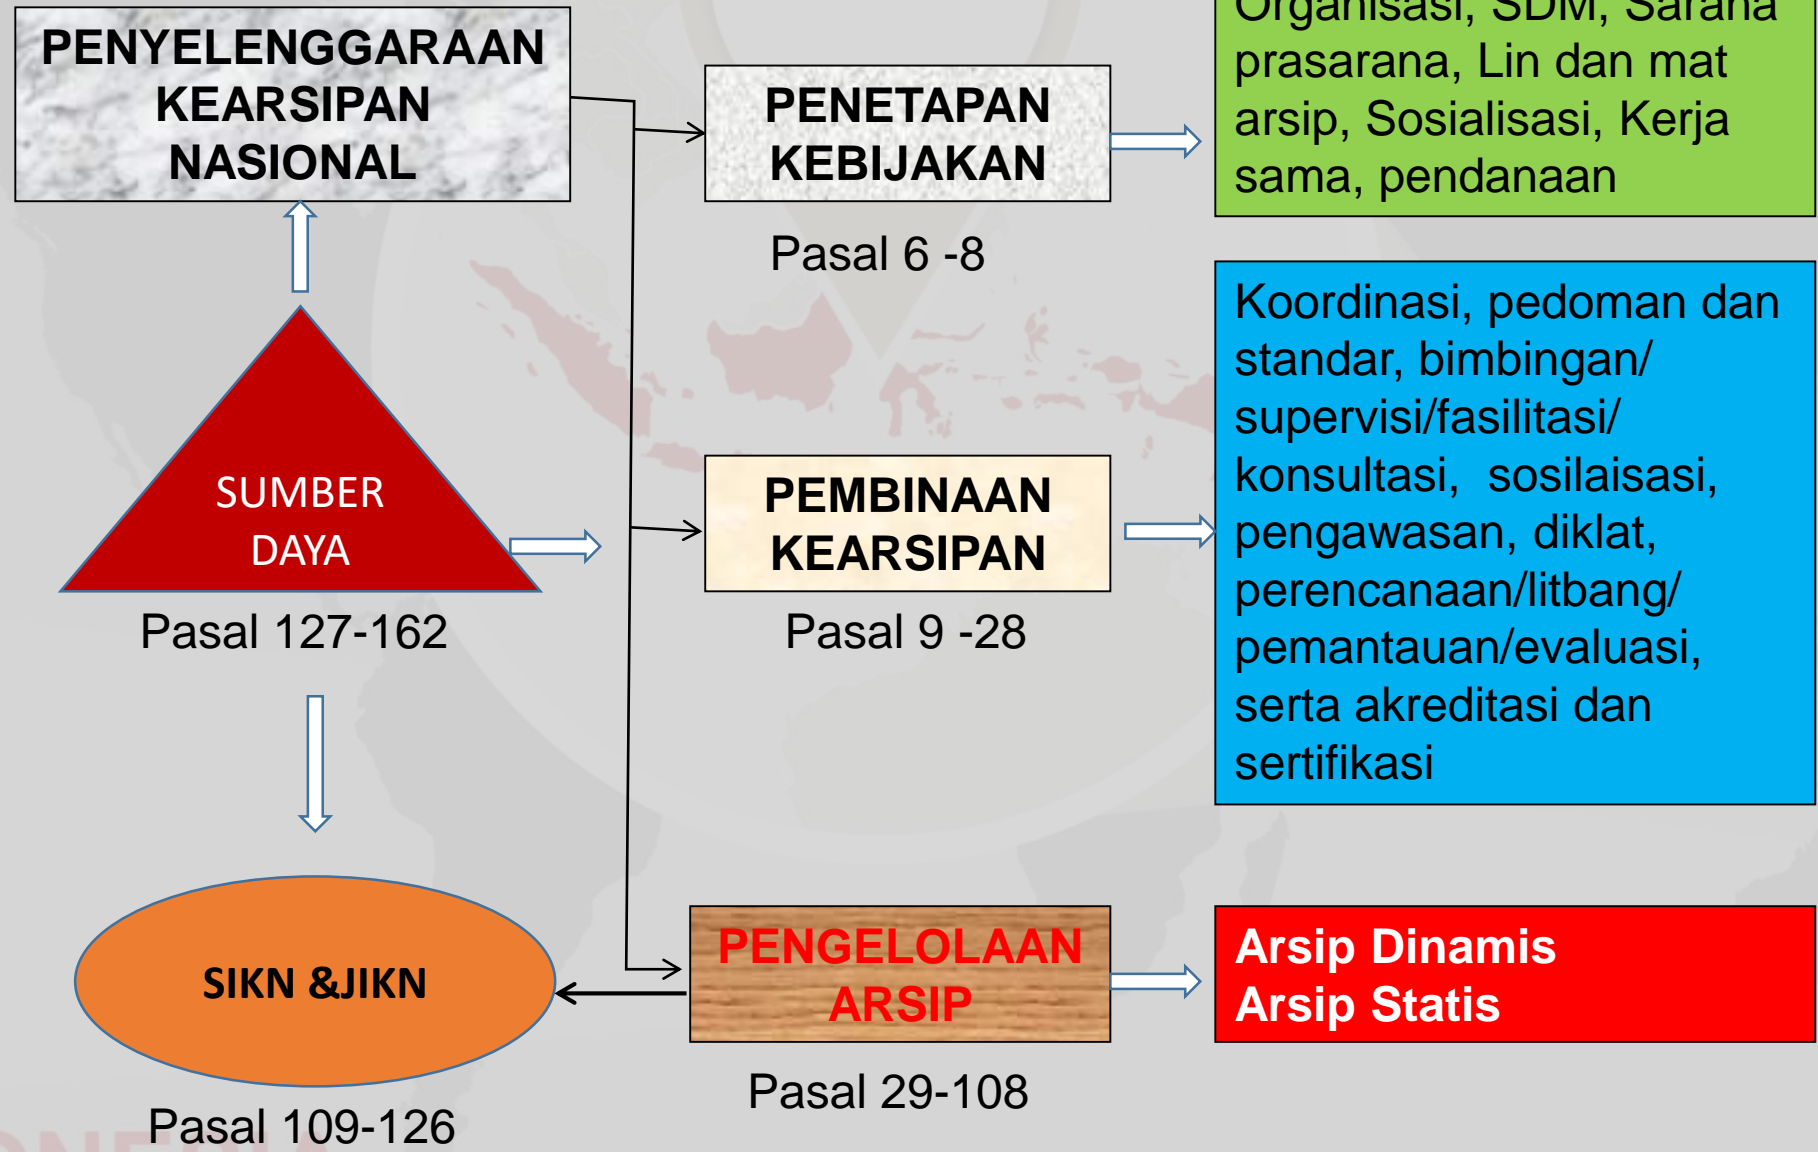 PENYELENGGARAAN
KEARSIPAN
NASIONAL
PENETAPAN
KEBIJAKAN
Pasal 6 -8
Organisasi, SDM, Sarana
prasarana, Lin dan mat
arsip, Sosialisasi, Kerja
sama, pendanaan
SUMBER
DAYA
Pasal 127-162
PEMBINAAN
KEARSIPAN
Pasal 9 -28
Koordinasi, pedoman dan
standar, bimbingan/
supervisi/fasilitasi/
konsultasi,  sosilaisasi,
pengawasan, diklat,
perencanaan/litbang/
pemantauan/evaluasi,
serta akreditasi dan
sertifikasi
SIKN &JIKN
Pasal 109-126
PENGELOLAAN
ARSIP
Pasal 29-108
Arsip Dinamis
Arsip Statis